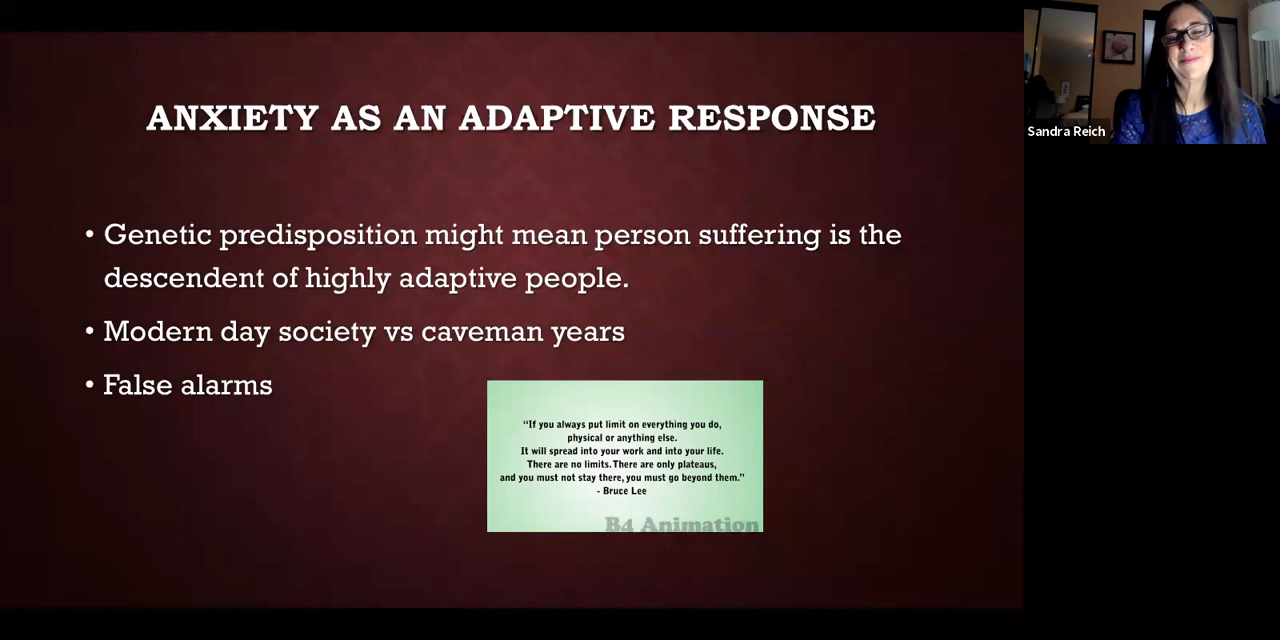 ANXIETY AS AN ADAPTIVE RESPONSE
• Genetic predisposition might mean person suffering is the
descendent of highly adaptive people.
• Modern day society vs caveman years
• False alarms
“If you always put limit on everything you do,
physical or anything else.
It will spread into your work and into your life.
There are no limits. There are only plateaus,
and you must not stay there, you must go beyond them.”
- Bruce Lee
B4 Animation
Sandra Reich